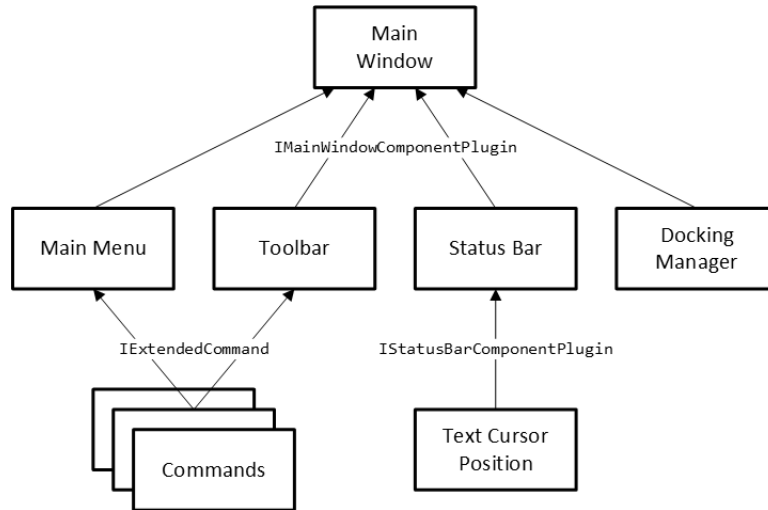 Main
Window
IMainWindowComponentPlugin
Main Menu
Toolbar
Status Bar
Docking
Manager
IExtendedCommand
IStatusBarComponentPlugin
Commands
Text Cursor
Position